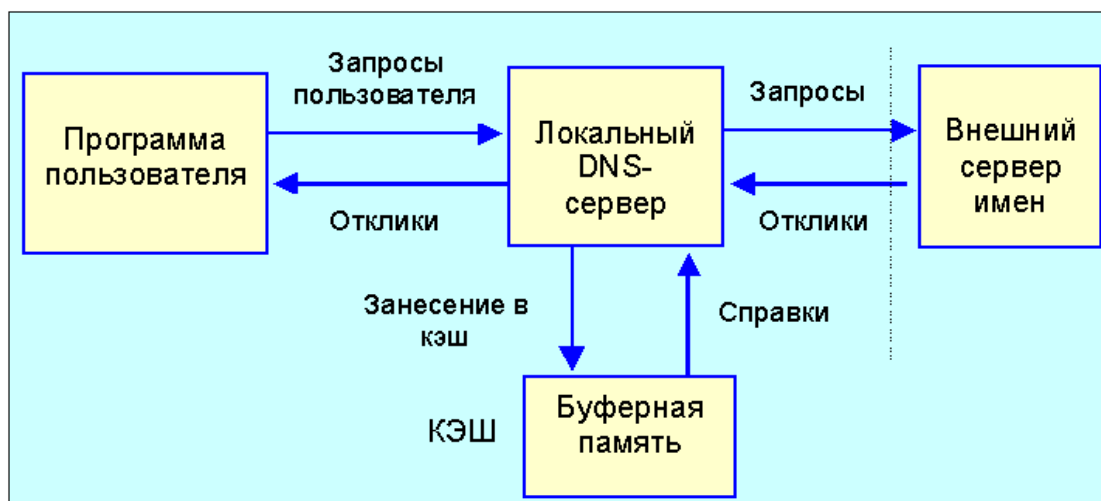 Программа
пользователя
Запросы
пользователя
Отклики
Локальный
DNS-
сервер
Запросы
Отклики
Внешний
сервер
имен
Занесение в
кэш
Справки
КЭШ
Буферная
память